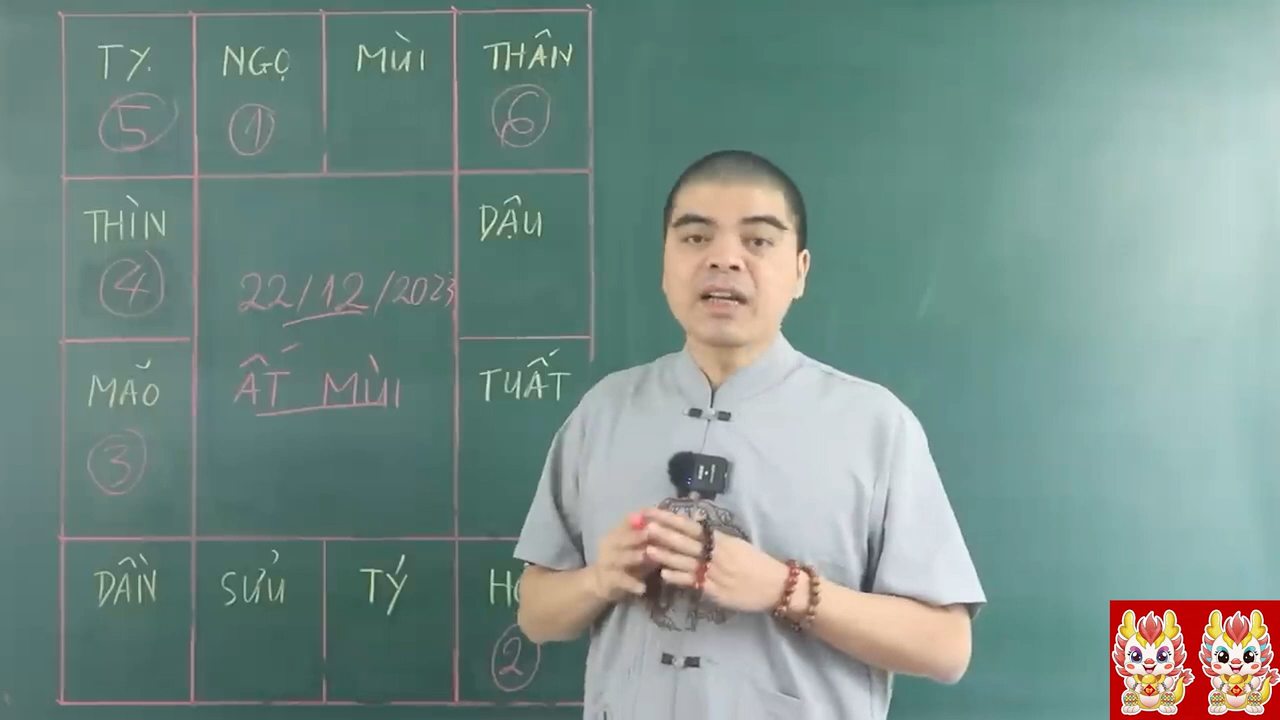 TỴ NGỌ MÙI THÂN
5 1 6
THÌN DẬU
4
22/12/2023
ẤT MÙI
MÃO TUẤT
3
DẦN SỬU TÝ
2